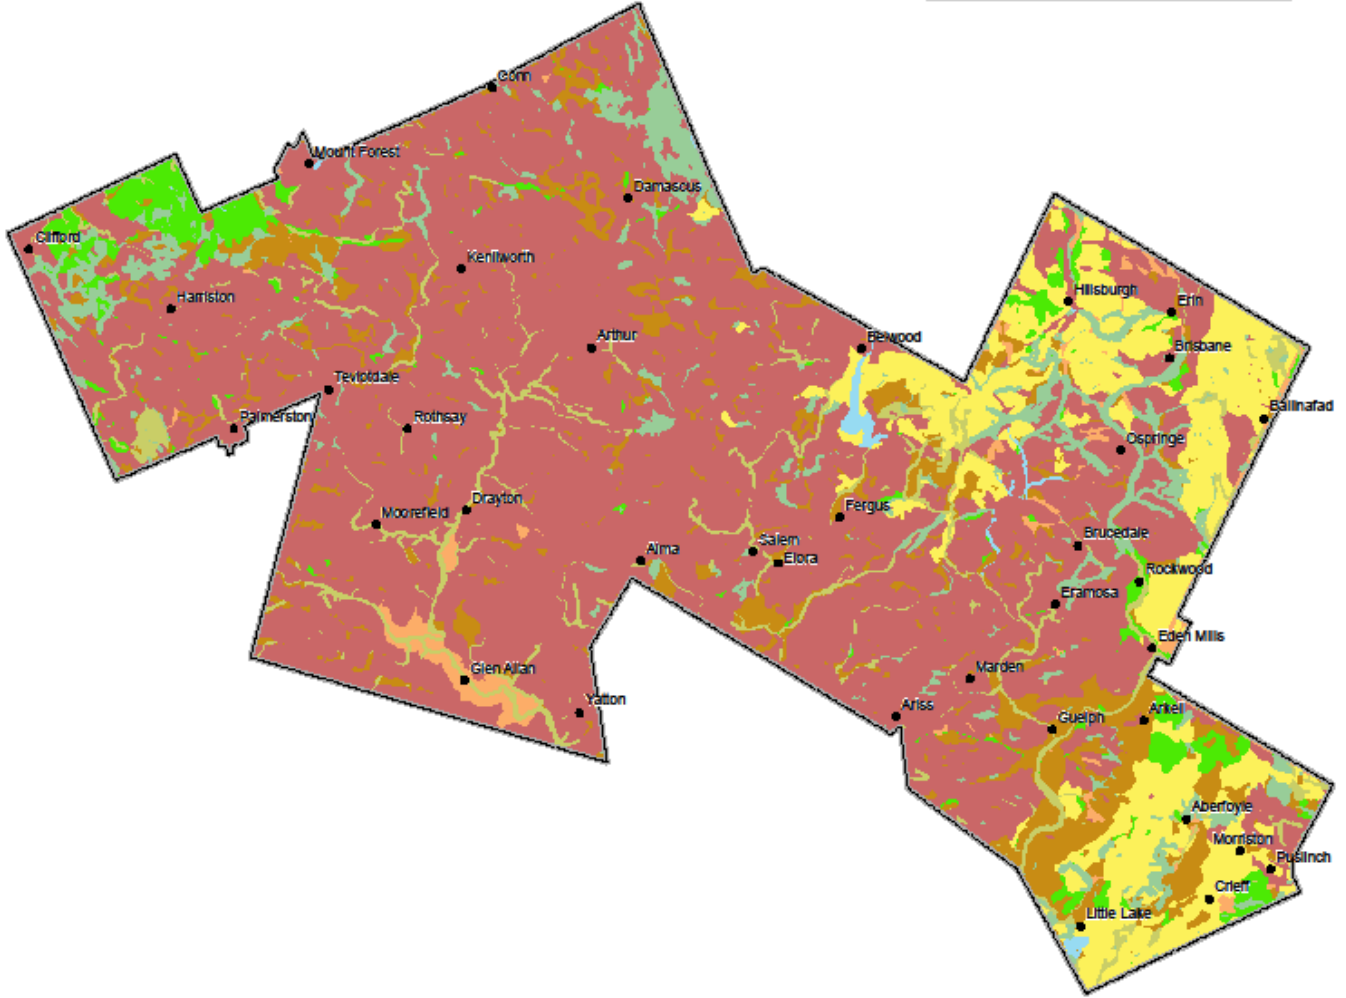 Conn
Mount Forest
Damascus
Clifford
Kenilworth
Hillsburgh
Harriston
Erin
Arthur
Belwood
Brisbane
Teviotdale
Ballinafad
Palmerston
Rothsay
Ospringe
Drayton
Fergus
Moorefield
Brucedale
Salem
Alma
Elora
Rockwood
Eramosa
Eden Mills
Glen Allan
Marden
Yatton
Ariss
Arkell
Guelph
Aberfoyle
Morriston
Puslinch
Crieff
Little Lake